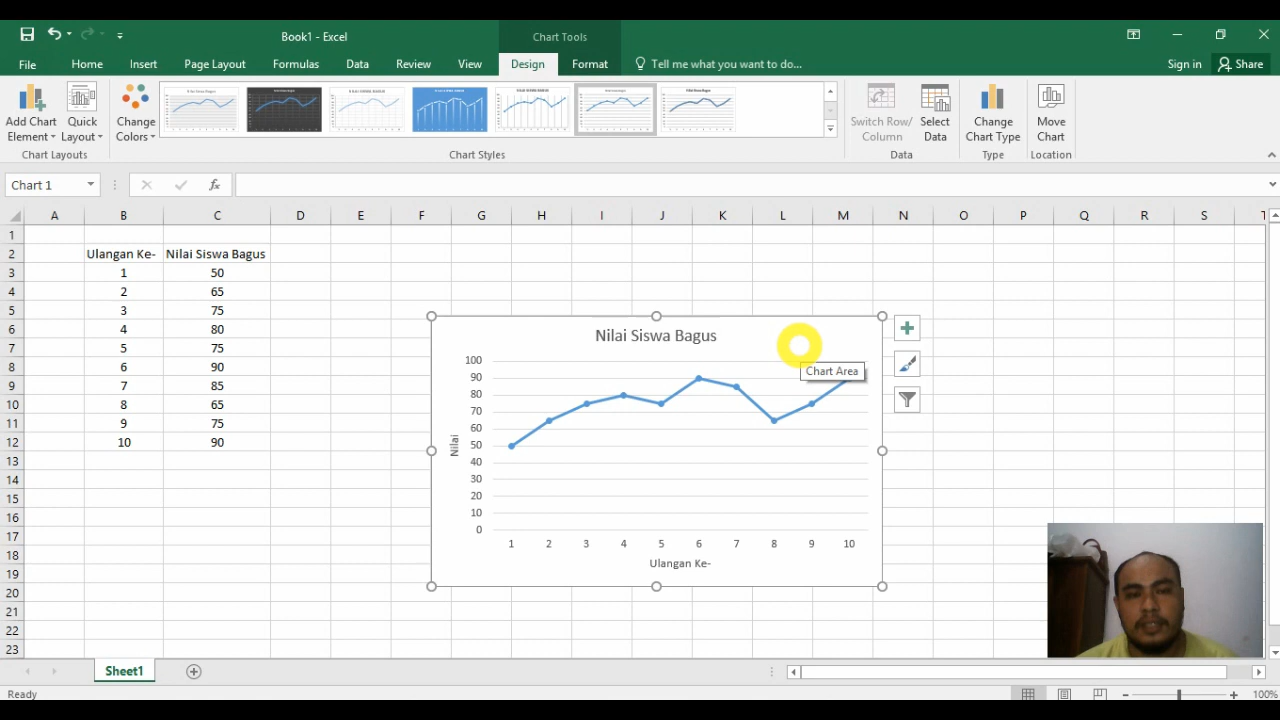 Book1 - Excel
Chart Tools
File Home Insert Page Layout Formulas Data Review View Design Format Tell me what you want to do... Sign in Share
Add Chart Element
Quick Layout
Change Colors
Switch Row/ Column
Select Data
Change Chart Type
Move Chart
Chart Layouts Chart Styles Data Type Location
Chart 1 fx
A B C D E F G H I J K L M N O P Q R S T
1
2 Ulangan Ke- Nilai Siswa Bagus
3 1 50
4 2 65
5 3 75
6 4 80
7 5 75
8 6 90
9 7 85
10 8 65
11 9 75
12 10 90
13
14
15
16
17
18
19
20
21
22
23
Nilai Siswa Bagus
Chart Area
100
90
80
70
60
50
40
30
20
10
0
Nilai
1 2 3 4 5 6 7 8 9 10
Ulangan Ke-
Sheet1
Ready
100%